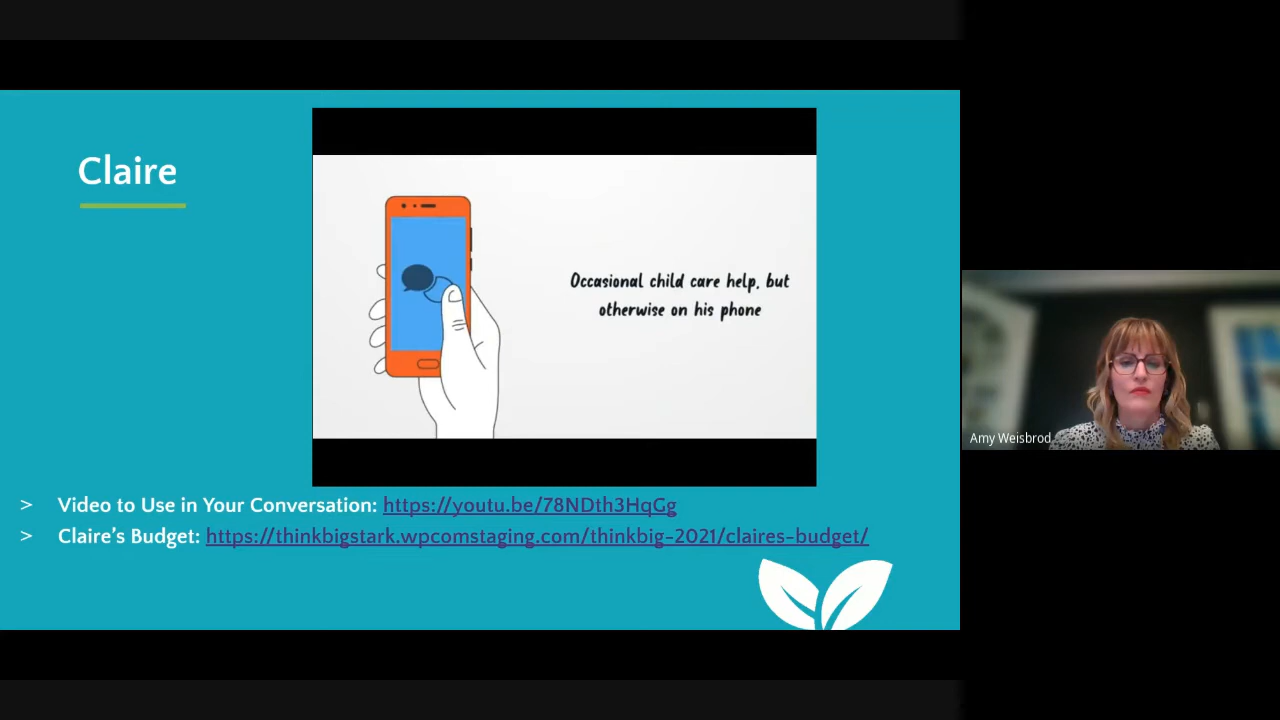 Claire
Occasional child care help, but
otherwise on his phone
> Video to Use in Your Conversation: https://youtu.be/78NDth3HqGg
> Claire's Budget: https://thinkbigstark.wpcomstaging.com/thinkbig-2021/claires-budget/
Amy Weisbrod